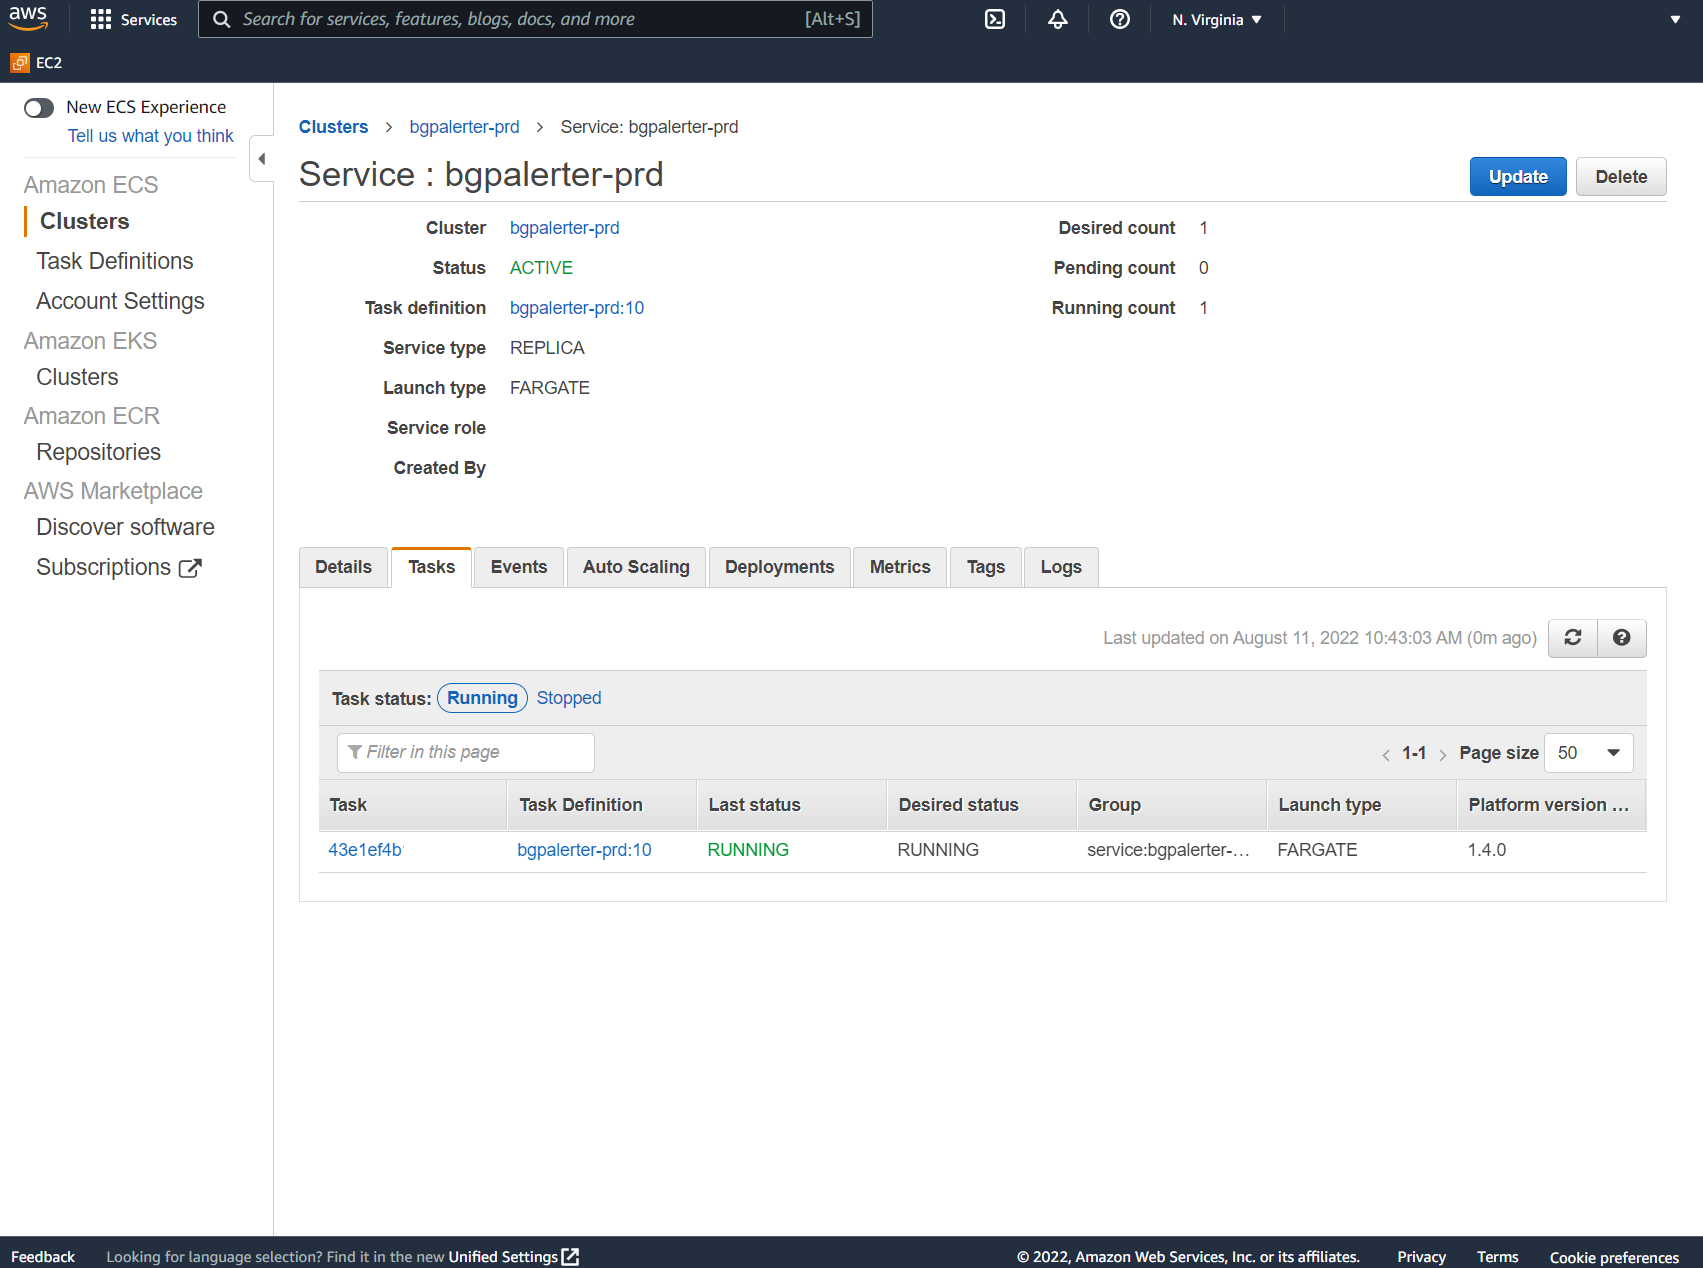 aws
Services
Search for services, features, blogs, docs, and more [Alt+S]
N. Virginia
EC2
New ECS Experience
Tell us what you think
Amazon ECS
Clusters
Task Definitions
Account Settings
Amazon EKS
Clusters
Amazon ECR
Repositories
AWS Marketplace
Discover software
Subscriptions
Clusters > bgpalerter-prd > Service: bgpalerter-prd
Service : bgpalerter-prd
Update Delete
Cluster bgpalerter-prd
Status ACTIVE
Task definition bgpalerter-prd:10
Service type REPLICA
Launch type FARGATE
Service role
Created By
Desired count 1
Pending count 0
Running count 1
Details Tasks Events Auto Scaling Deployments Metrics Tags Logs
Last updated on August 11, 2022 10:43:03 AM (0m ago)
Task status: Running Stopped
Filter in this page
< 1-1 > Page size 50
Task Task Definition Last status Desired status Group Launch type Platform version ...
43e1ef4b bgpalerter-prd:10 RUNNING RUNNING service:bgpalerter-... FARGATE 1.4.0
Feedback Looking for language selection? Find it in the new Unified Settings © 2022, Amazon Web Services, Inc. or its affiliates. Privacy Terms Cookie preferences